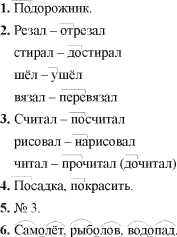 1. Подорожник.
2. Резал – отрезал
стирал – достирал
шёл – ушёл
вязал – перевязал
3. Считал – посчитал
рисовал – нарисовал
читал – прочитал (дочитал)
4. Посадка, покрасить.
5. № 3.
6. Самолёт, рыболов, водопад.